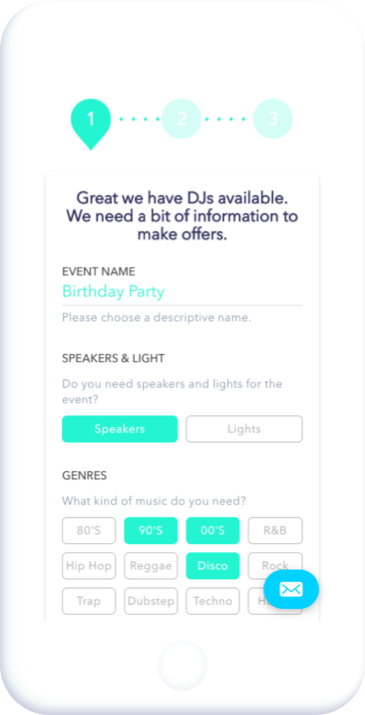 1 2 3
Great we have DJs available.
We need a bit of information to
make offers.
EVENT NAME
Birthday Party
Please choose a descriptive name.
SPEAKERS & LIGHT
Do you need speakers and lights for the
event?
Speakers Lights
GENRES
What kind of music do you need?
80'S 90'S 00'S R&B
Hip Hop Reggae Disco Rock
Trap Dubstep Techno